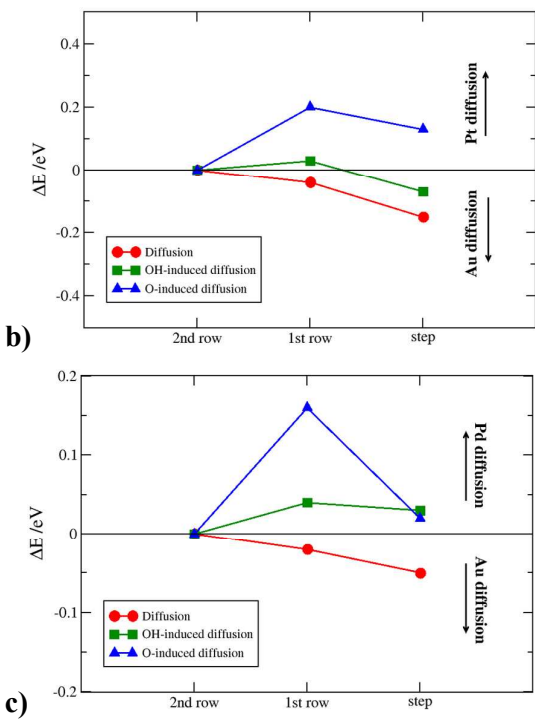 0.4
0.2
0
-0.2
-0.4
ΔE /eV
Pt diffusion
Au diffusion
Diffusion
OH-induced diffusion
O-induced diffusion
2nd row 1st row step
b)
0.2
0.1
0
-0.1
-0.2
ΔE /eV
Pd diffusion
Au diffusion
Diffusion
OH-induced diffusion
O-induced diffusion
2nd row 1st row step
c)